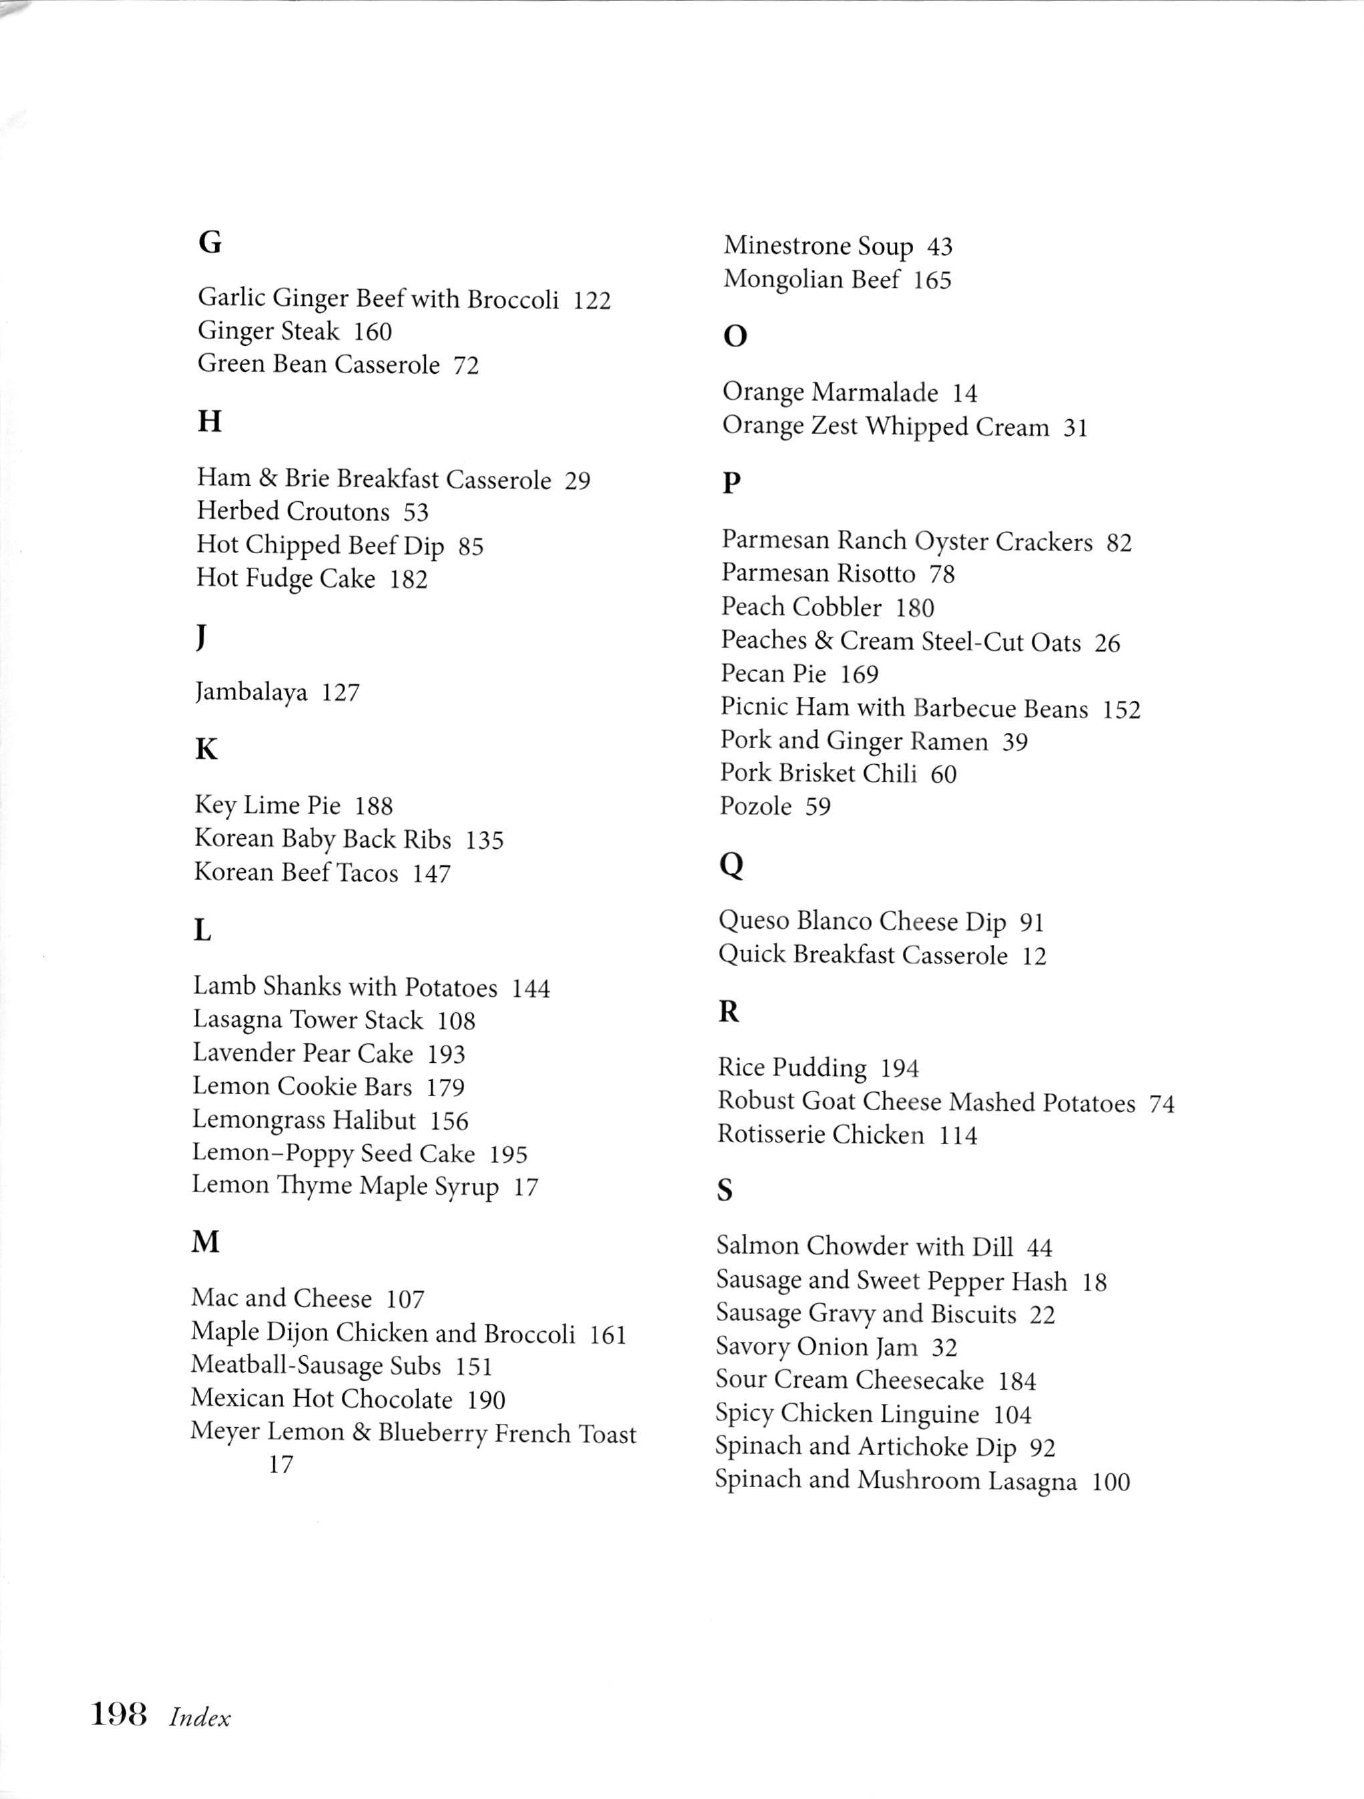 G
Garlic Ginger Beef with Broccoli 122
Ginger Steak 160
Green Bean Casserole 72
H
Ham & Brie Breakfast Casserole 29
Herbed Croutons 53
Hot Chipped Beef Dip 85
Hot Fudge Cake 182
J
Jambalaya 127
K
Key Lime Pie 188
Korean Baby Back Ribs 135
Korean Beef Tacos 147
L
Lamb Shanks with Potatoes 144
Lasagna Tower Stack 108
Lavender Pear Cake 193
Lemon Cookie Bars 179
Lemongrass Halibut 156
Lemon–Poppy Seed Cake 195
Lemon Thyme Maple Syrup 17
M
Mac and Cheese 107
Maple Dijon Chicken and Broccoli 161
Meatball-Sausage Subs 151
Mexican Hot Chocolate 190
Meyer Lemon & Blueberry French Toast
17
Minestrone Soup 43
Mongolian Beef 165
O
Orange Marmalade 14
Orange Zest Whipped Cream 31
P
Parmesan Ranch Oyster Crackers 82
Parmesan Risotto 78
Peach Cobbler 180
Peaches & Cream Steel-Cut Oats 26
Pecan Pie 169
Picnic Ham with Barbecue Beans 152
Pork and Ginger Ramen 39
Pork Brisket Chili 60
Pozole 59
Q
Queso Blanco Cheese Dip 91
Quick Breakfast Casserole 12
R
Rice Pudding 194
Robust Goat Cheese Mashed Potatoes 74
Rotisserie Chicken 114
S
Salmon Chowder with Dill 44
Sausage and Sweet Pepper Hash 18
Sausage Gravy and Biscuits 22
Savory Onion Jam 32
Sour Cream Cheesecake 184
Spicy Chicken Linguine 104
Spinach and Artichoke Dip 92
Spinach and Mushroom Lasagna 100
198 Index